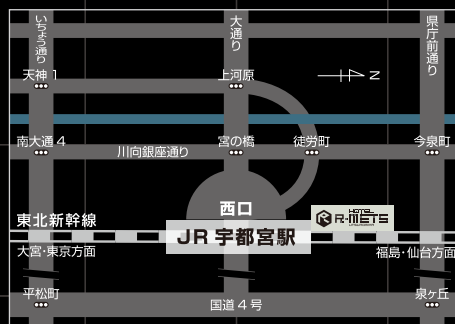 いちょう通り
大通り
県庁前通り
天神1
上河原
N
南大通4
川向銀座通り
宮の橋
徒労町
今泉町
西口
HOTEL
R-METS
東北新幹線
JR宇都宮駅
大宮・東京方面
福島・仙台方面
平松町
国道4号
泉ヶ丘